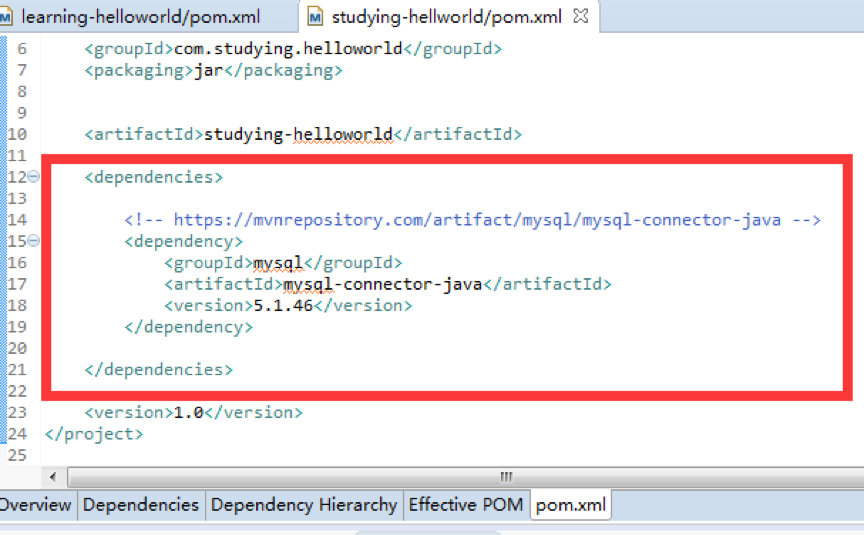 learning-helloworld/pom.xml studying-hellworld/pom.xml
6 <groupId>com.studying.helloworld</groupId>
7 <packaging>jar</packaging>
8
9
10 <artifactId>studying-helloworld</artifactId>
11
12 <dependencies>
13
14 <!-- https://mvnrepository.com/artifact/mysql/mysql-connector-java -->
15 <dependency>
16 <groupId>mysql</groupId>
17 <artifactId>mysql-connector-java</artifactId>
18 <version>5.1.46</version>
19 </dependency>
20
21 </dependencies>
22
23 <version>1.0</version>
24 </project>
25
Overview Dependencies Dependency Hierarchy Effective POM pom.xml